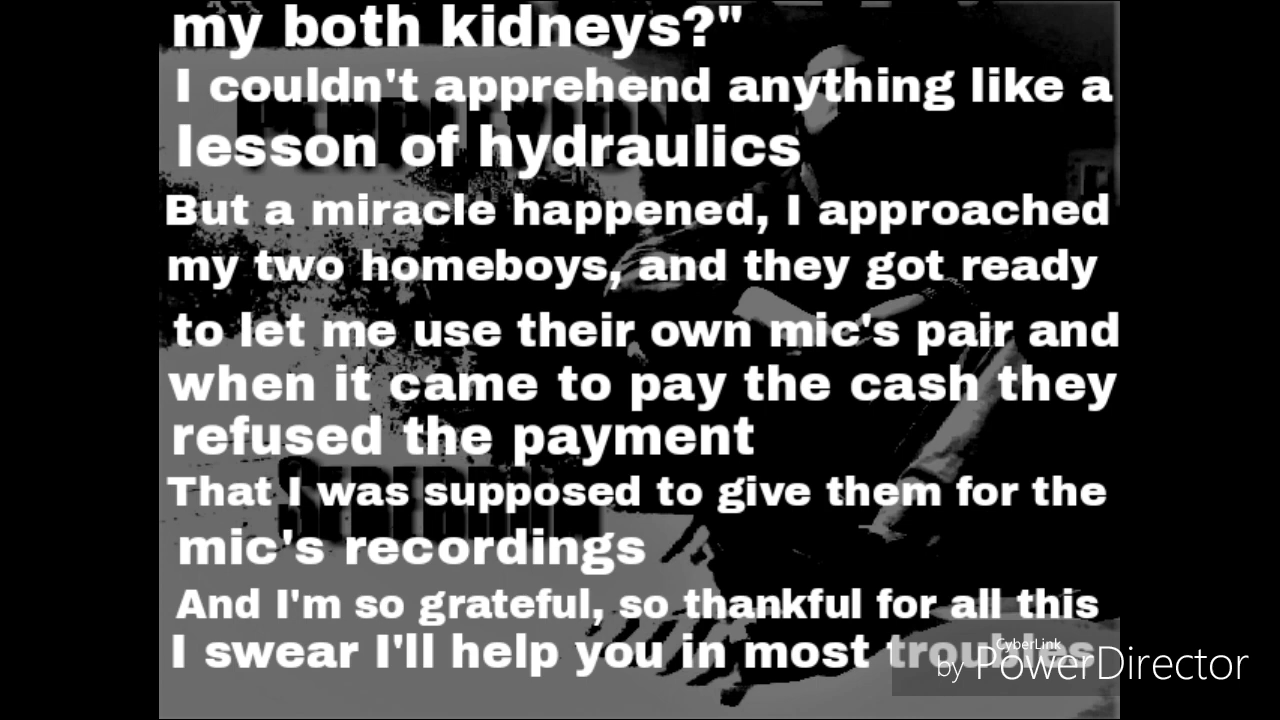 my both kidneys?"
I couldn't apprehend anything like a
lesson of hydraulics
But a miracle happened, I approached
my two homeboys, and they got ready
to let me use their own mic's pair and
when it came to pay the cash they
refused the payment
That I was supposed to give them for the
mic's recordings
And I'm so grateful, so thankful for all this
I swear I'll help you in most troubles
CyberLink
by PowerDirector